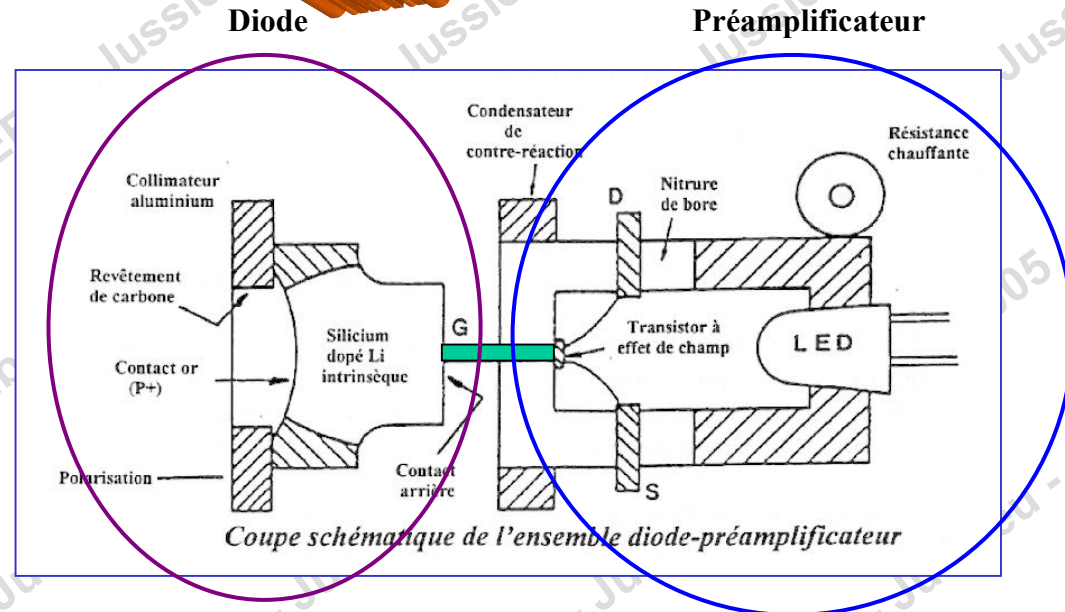 Diode
Préamplificateur
Condensateur
de
contre-réaction
Résistance
chauffante
Collimateur
aluminium
D
Nitrure
de bore
Revêtement
de carbone
G
Silicium
dopé Li
intrinsèque
Transistor à
effet de champ
LED
Contact or
(P+)
Polarisation
Contact
arrière
S
Coupe schématique de l'ensemble diode-préamplificateur